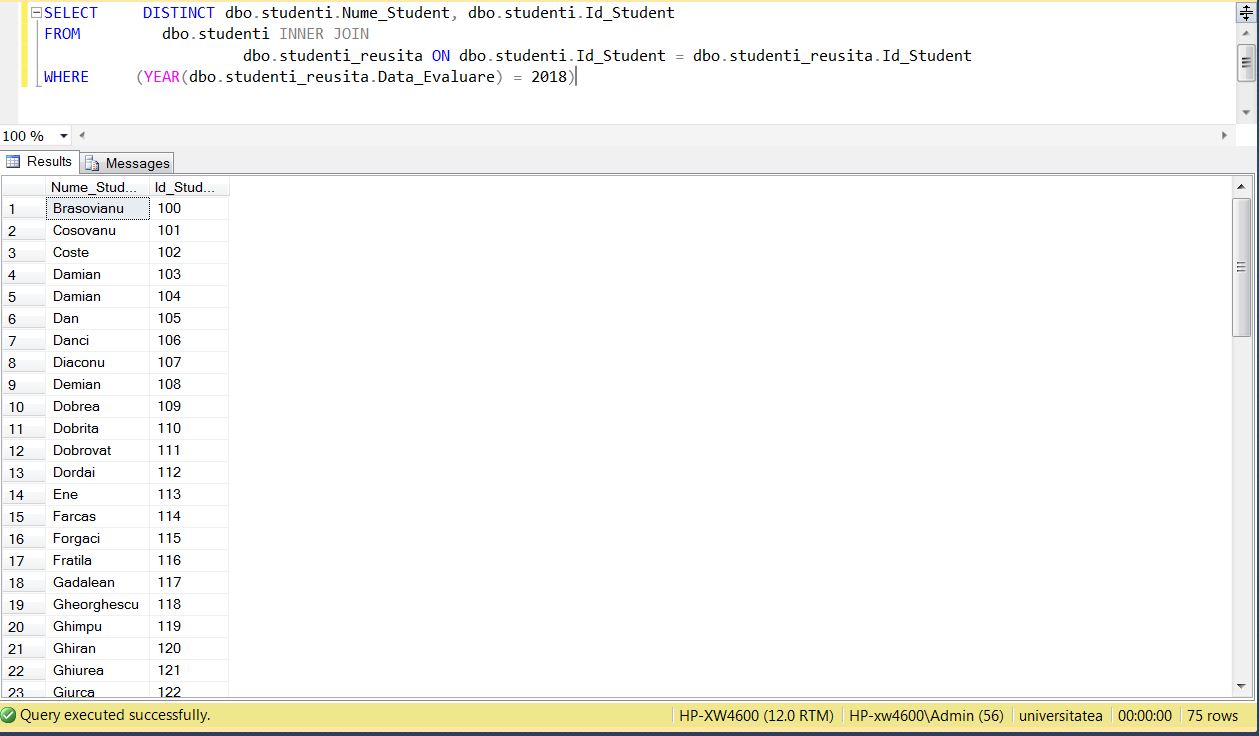 SELECT DISTINCT dbo.studenti.Nume_Student, dbo.studenti.Id_Student
FROM dbo.studenti INNER JOIN
dbo.studenti_reusita ON dbo.studenti.Id_Student = dbo.studenti_reusita.Id_Student
WHERE (YEAR(dbo.studenti_reusita.Data_Evaluare) = 2018)
100 %
Results Messages
Nume_Stud... Id_Stud...
1 Brasovianu 100
2 Cosovanu 101
3 Coste 102
4 Damian 103
5 Damian 104
6 Dan 105
7 Danci 106
8 Diaconu 107
9 Demian 108
10 Dobrea 109
11 Dobrita 110
12 Dobrovat 111
13 Dordai 112
14 Ene 113
15 Farcas 114
16 Forgaci 115
17 Fratila 116
18 Gadalean 117
19 Gheorghescu 118
20 Ghimpu 119
21 Ghiran 120
22 Ghiurea 121
23 Giurca 122
Query executed successfully. HP-XW4600 (12.0 RTM) HP-xw4600\Admin (56) universitatea 00:00:00 75 rows